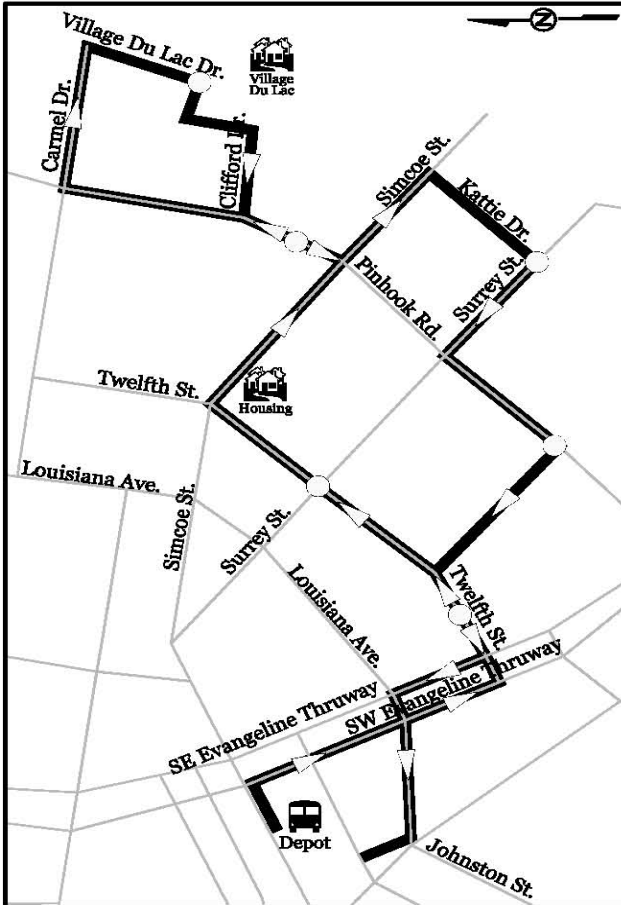 N
Village Du Lac Dr.
Village
Du Lac
Carmel Dr.
Clifford Dr.
Simcoe St.
Kattie Dr.
Surrey St.
Pinhook Rd.
Twelfth St.
Housing
Louisiana Ave.
Simcoe St.
Surrey St.
Louisiana Ave.
Twelfth St.
SE Evangeline Thruway
SW Evangeline Thruway
Depot
Johnston St.